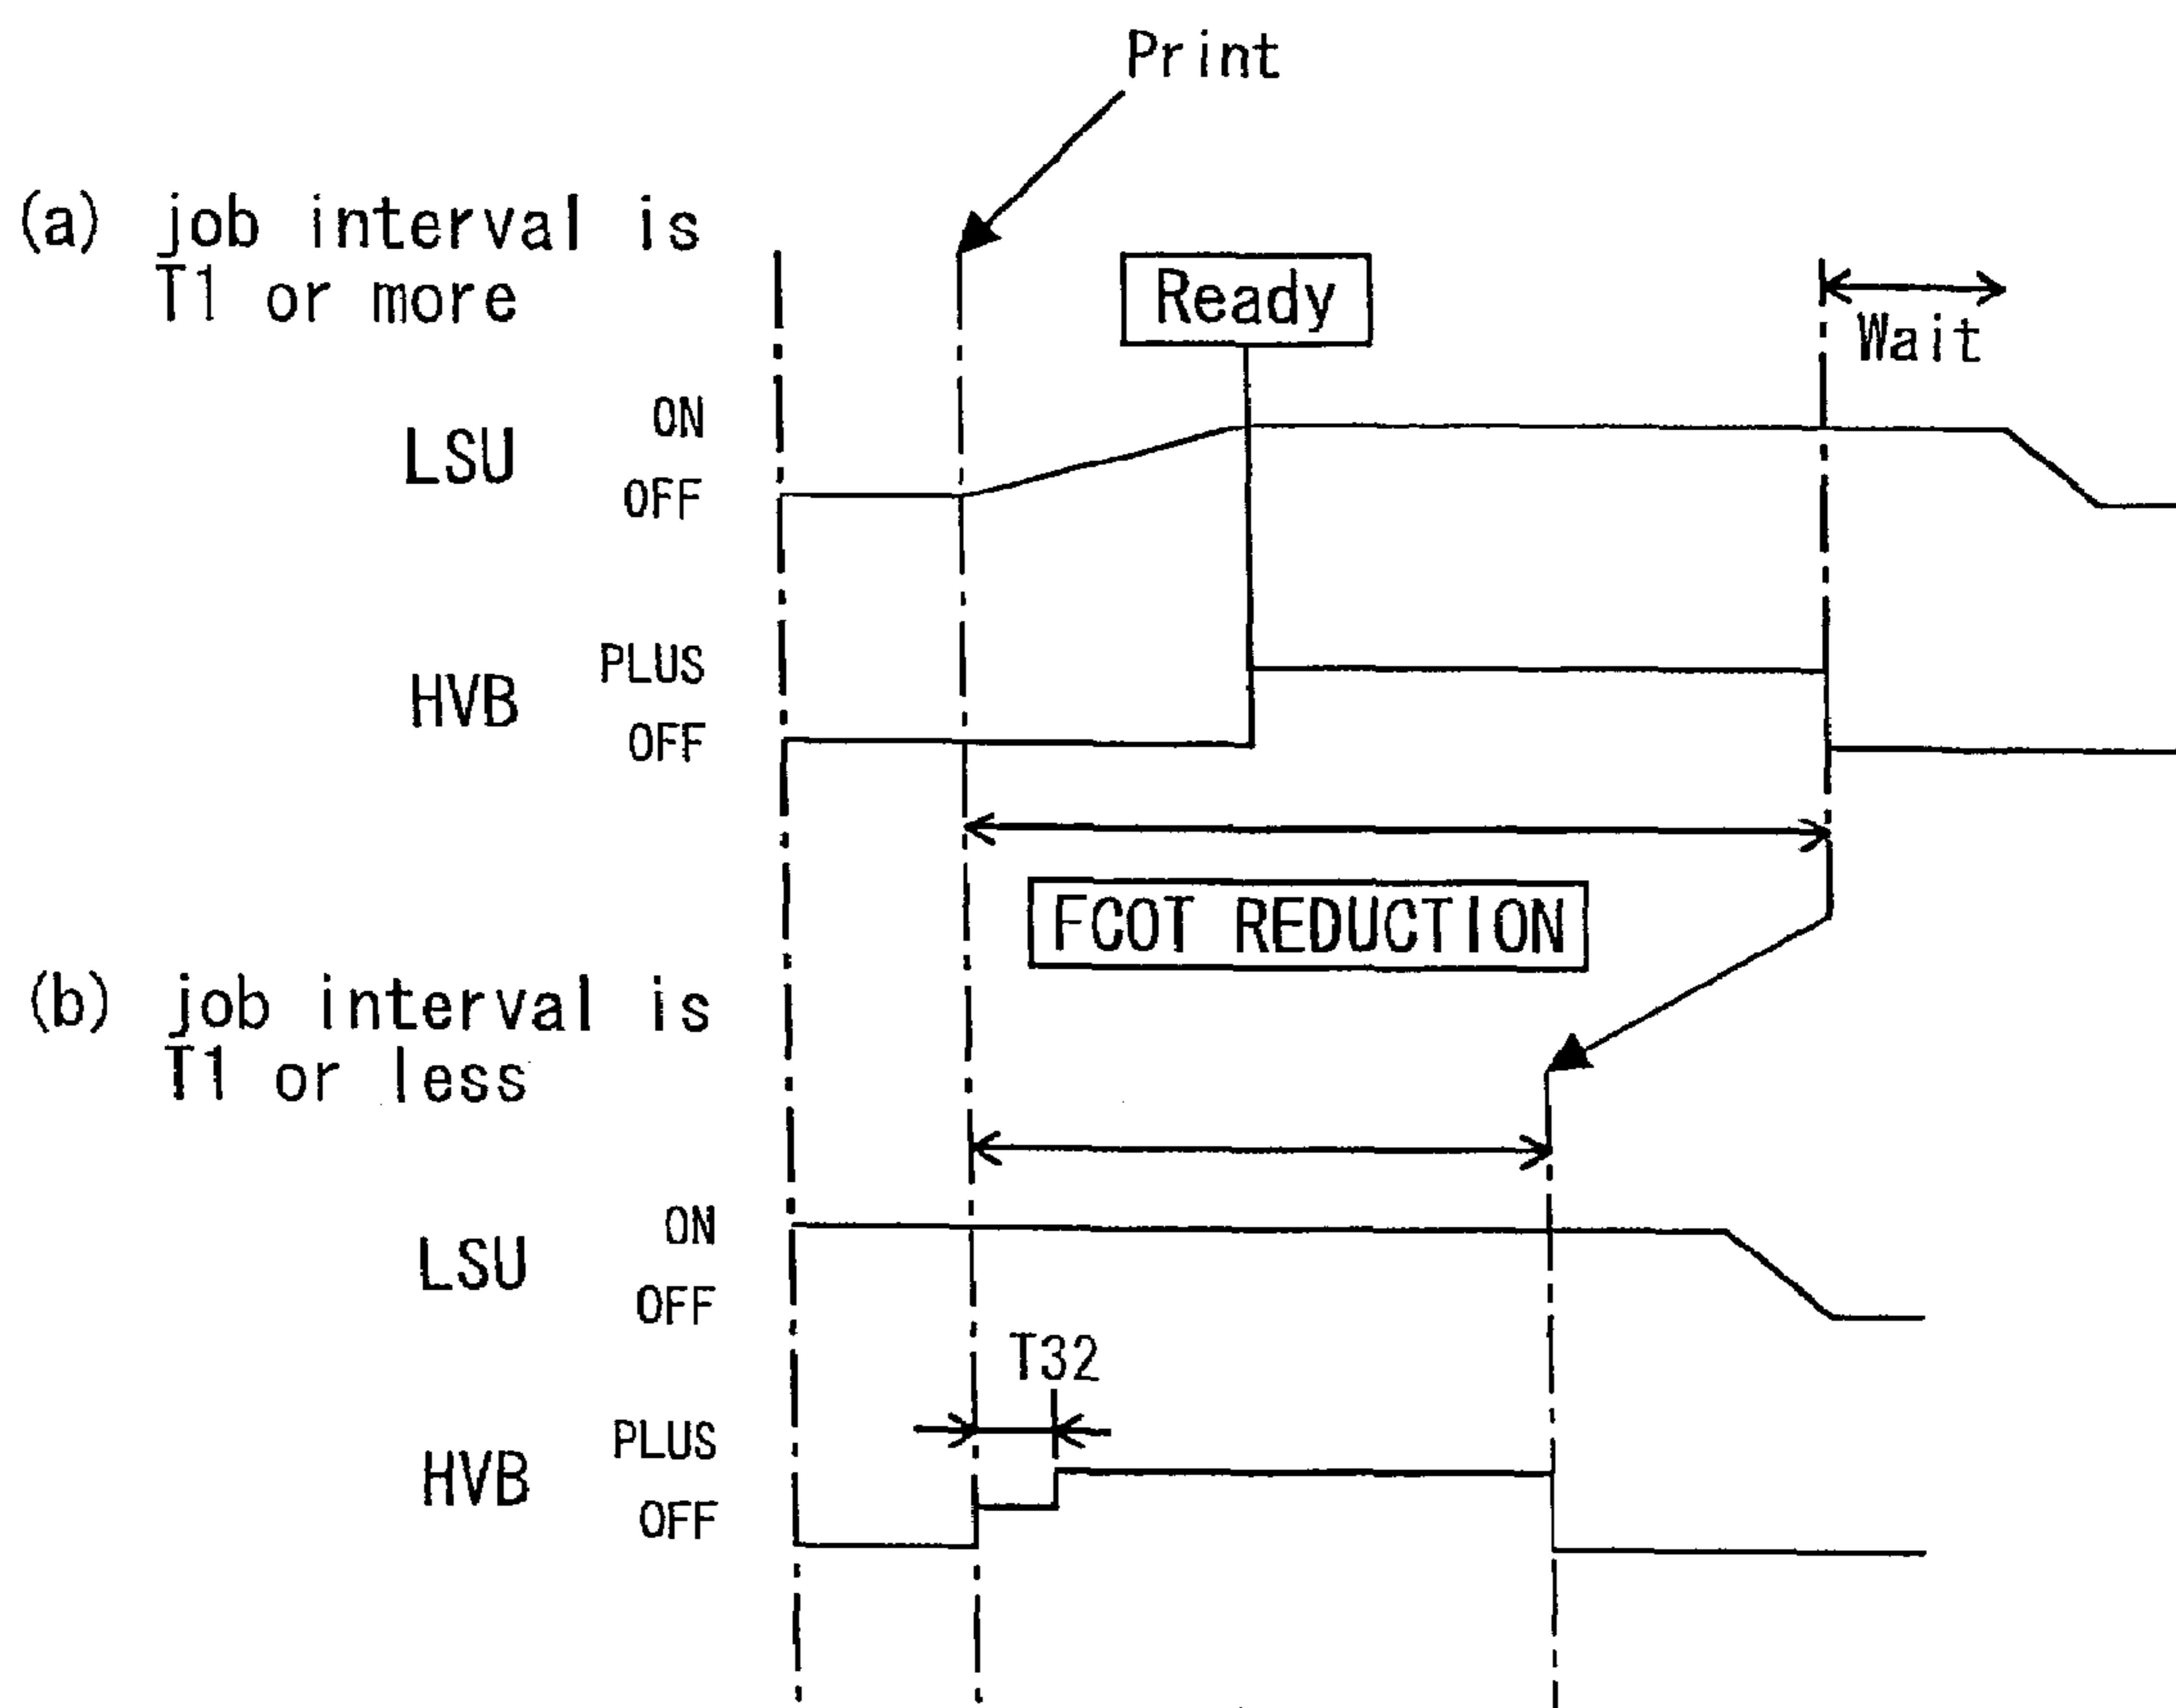 Print
(a) job interval is
T1 or more
Ready
Wait
LSU
ON
OFF
HVB
PLUS
OFF
FCOT REDUCTION
(b) job interval is
T1 or less
LSU
ON
OFF
T32
HVB
PLUS
OFF